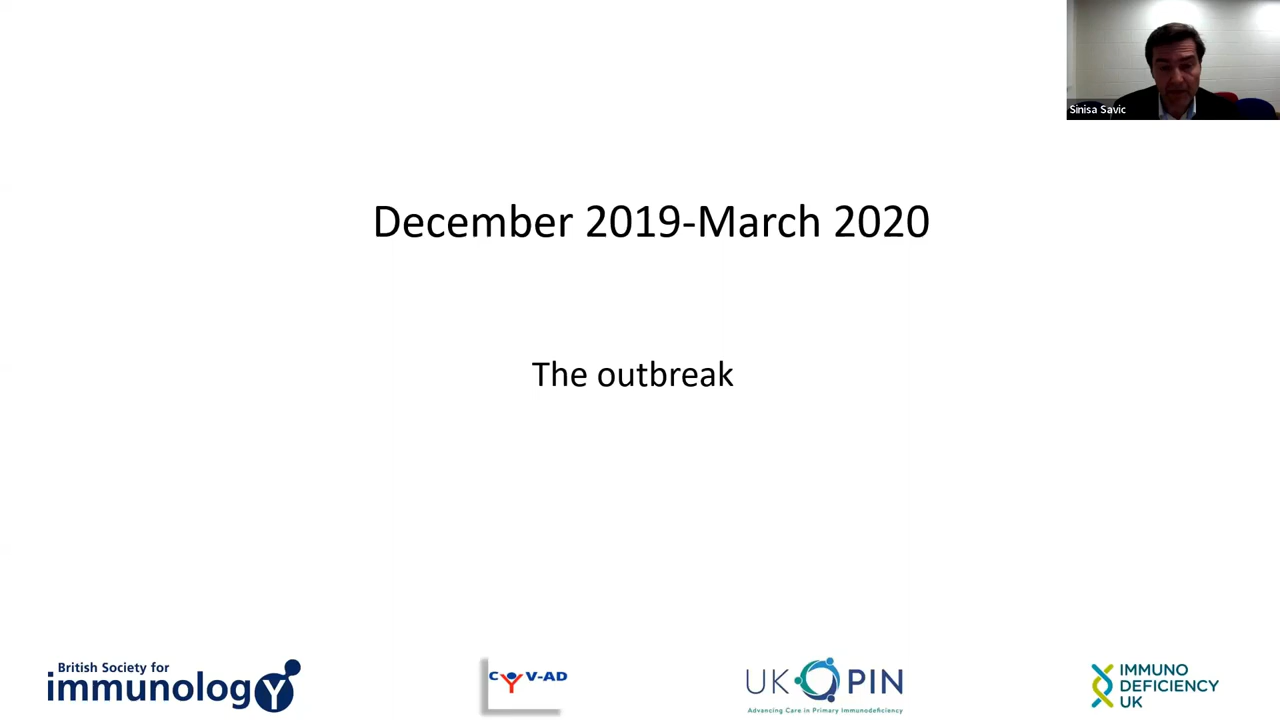 Sinisa Savic
December 2019-March 2020
The outbreak
British Society for
immunology
C V-AD
UK PIN
Advancing Care in Primary Immunodeficiency
IMMUNO
DEFICIENCY
UK